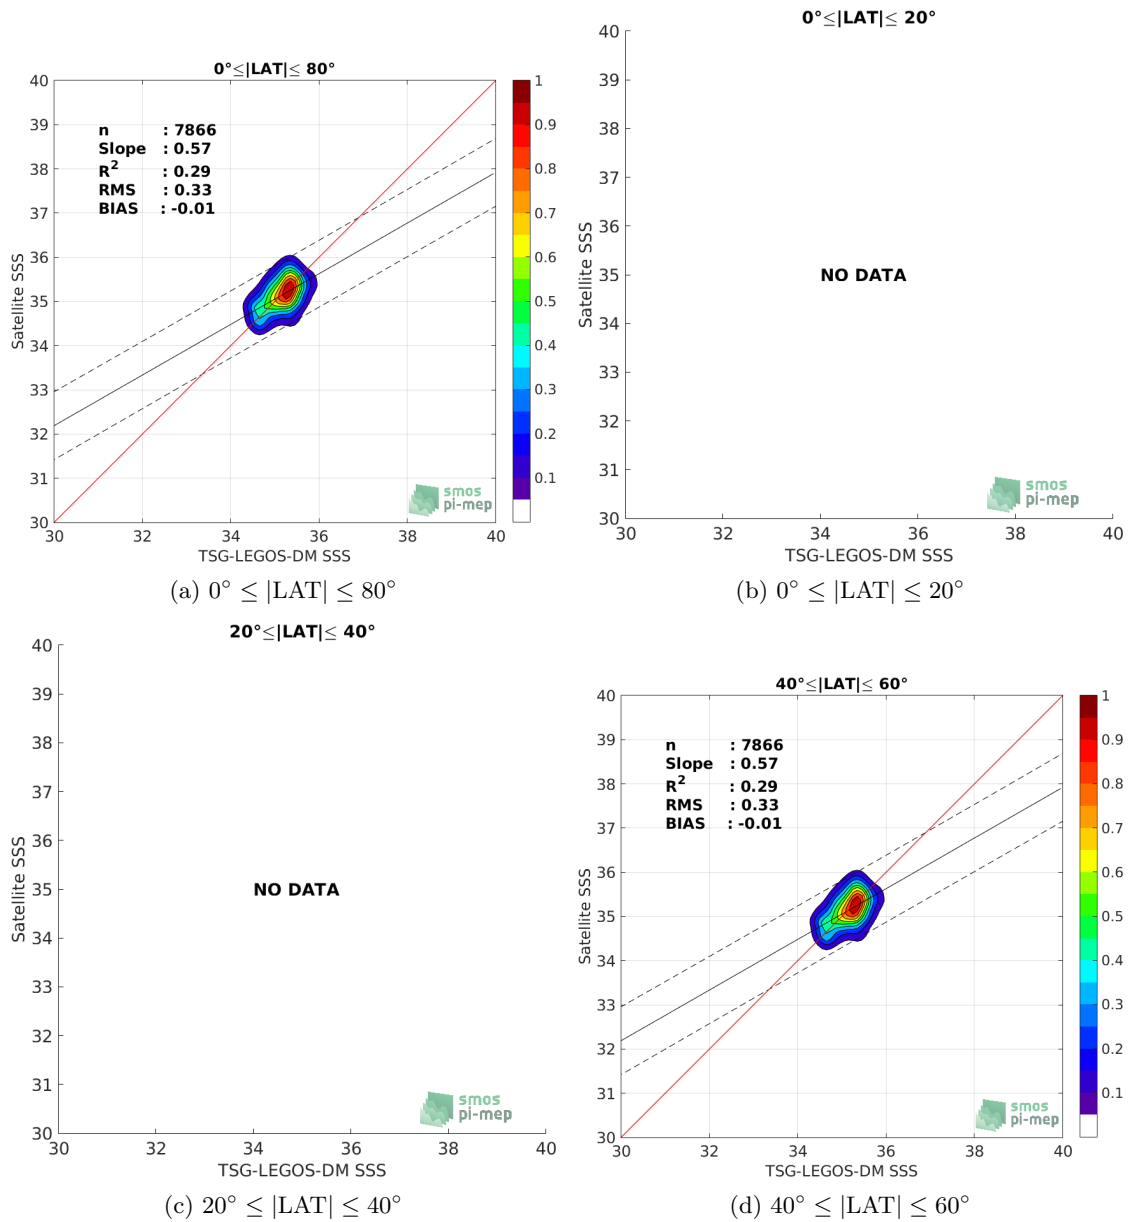 0°≤|LAT|≤ 80°
40
39
38
37
36
35
34
33
32
31
30
Satellite SSS
n : 7866
Slope : 0.57
R2 : 0.29
RMS : 0.33
BIAS : -0.01
1
0.9
0.8
0.7
0.6
0.5
0.4
0.3
0.2
0.1
smos
pi-mep
30 32 34 36 38 40
TSG-LEGOS-DM SSS
(a) 0° ≤ |LAT| ≤ 80°
0°≤|LAT|≤ 20°
40
39
38
37
36
35
34
33
32
31
30
Satellite SSS
NO DATA
smos
pi-mep
30 32 34 36 38 40
TSG-LEGOS-DM SSS
(b) 0° ≤ |LAT| ≤ 20°
20°≤|LAT|≤ 40°
40
39
38
37
36
35
34
33
32
31
30
Satellite SSS
NO DATA
smos
pi-mep
30 32 34 36 38 40
TSG-LEGOS-DM SSS
(c) 20° ≤ |LAT| ≤ 40°
40°≤|LAT|≤ 60°
40
39
38
37
36
35
34
33
32
31
30
Satellite SSS
n : 7866
Slope : 0.57
R2 : 0.29
RMS : 0.33
BIAS : -0.01
1
0.9
0.8
0.7
0.6
0.5
0.4
0.3
0.2
0.1
smos
pi-mep
30 32 34 36 38 40
TSG-LEGOS-DM SSS
(d) 40° ≤ |LAT| ≤ 60°